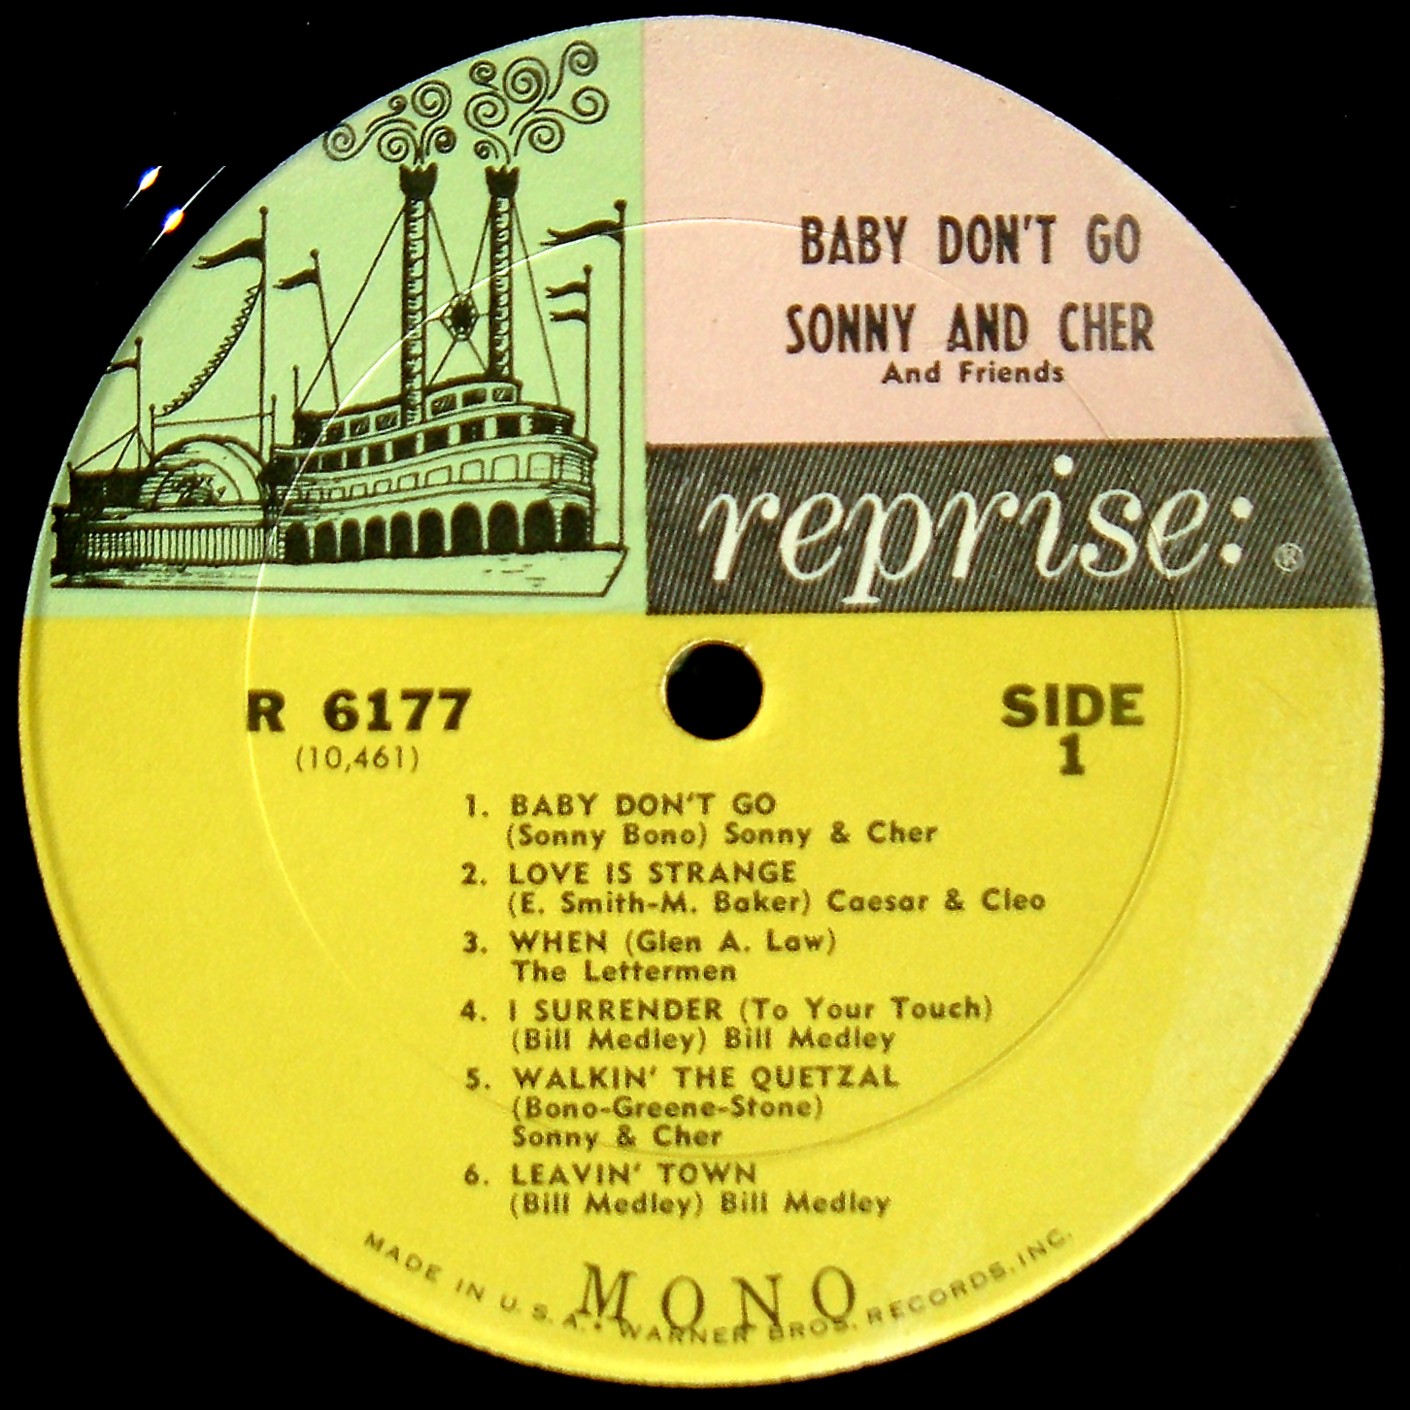 BABY DON'T GO
SONNY AND CHER
And Friends
reprise: ®
R 6177
(10,461)
SIDE
1
1. BABY DON'T GO
(Sonny Bono) Sonny & Cher
2. LOVE IS STRANGE
(E. Smith-M. Baker) Caesar & Cleo
3. WHEN (Glen A. Law)
The Lettermen
4. I SURRENDER (To Your Touch)
(Bill Medley) Bill Medley
5. WALKIN' THE QUETZAL
(Bono-Greene-Stone)
Sonny & Cher
6. LEAVIN' TOWN
(Bill Medley) Bill Medley
MONO
MADE IN U.S.A. • WARNER BROS. RECORDS, INC.